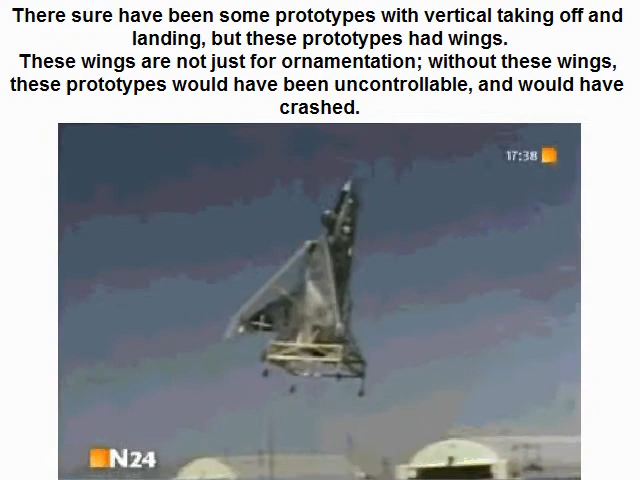 There sure have been some prototypes with vertical taking off and
landing, but these prototypes had wings.
These wings are not just for ornamentation; without these wings,
these prototypes would have been uncontrollable, and would have
crashed.
17:38
N24